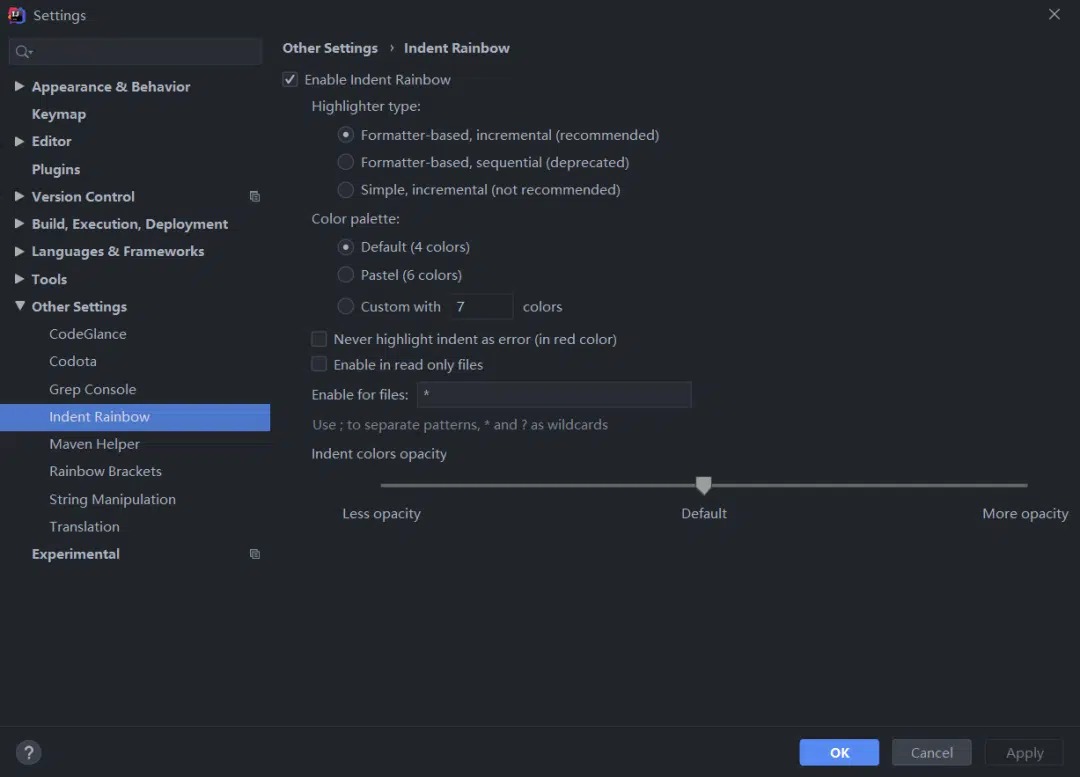 Settings
Other Settings › Indent Rainbow
Enable Indent Rainbow
Appearance & Behavior
Keymap
Editor
Plugins
Version Control
Build, Execution, Deployment
Languages & Frameworks
Tools
Other Settings
CodeGlance
Codota
Grep Console
Indent Rainbow
Maven Helper
Rainbow Brackets
String Manipulation
Translation
Experimental
Highlighter type:
Formatter-based, incremental (recommended)
Formatter-based, sequential (deprecated)
Simple, incremental (not recommended)
Color palette:
Default (4 colors)
Pastel (6 colors)
Custom with 7 colors
Never highlight indent as error (in red color)
Enable in read only files
Enable for files: *
Use ; to separate patterns, * and ? as wildcards
Indent colors opacity
Less opacity Default More opacity
? OK Cancel Apply